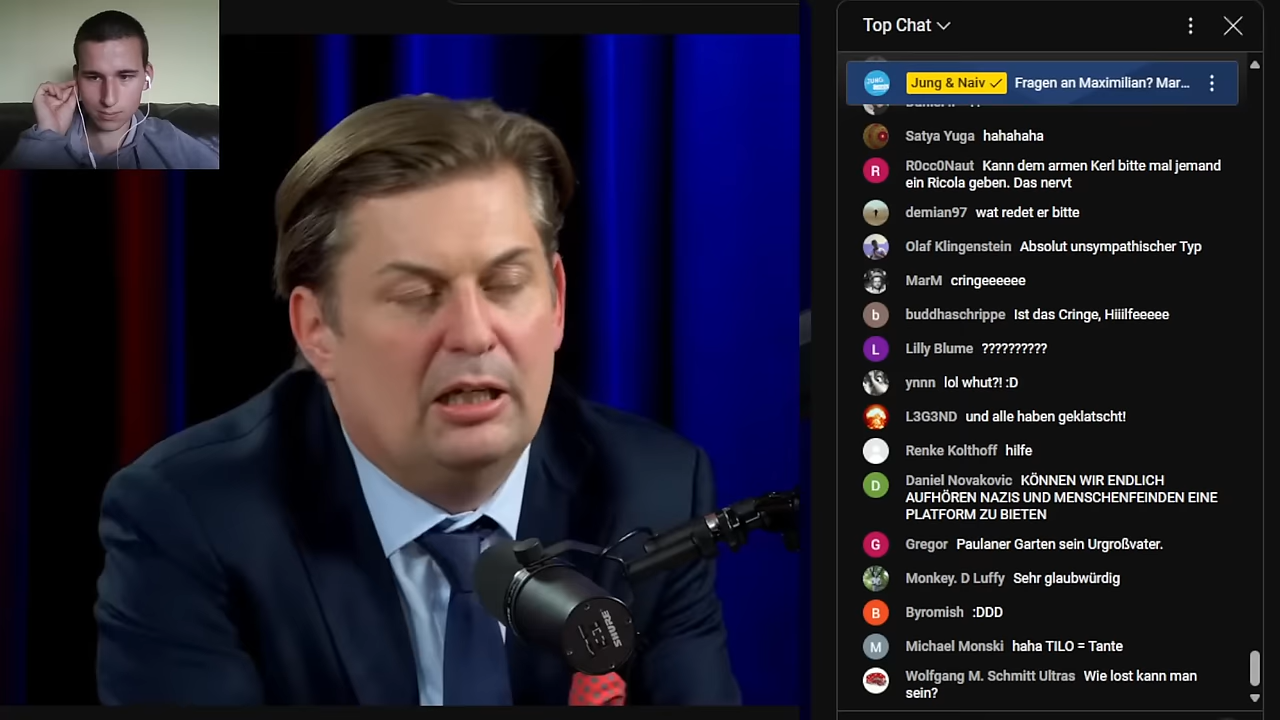 Top Chat
Jung & Naiv Fragen an Maximilian? Mar...
Satya Yuga hahahaha
R0cc0Naut Kann dem armen Kerl bitte mal jemand
ein Ricola geben. Das nervt
demian97 wat redet er bitte
Olaf Klingenstein Absolut unsympathischer Typ
MarM cringeeeeee
buddhaschrippe Ist das Cringe, Hiiilfeeeee
Lilly Blume ??????????
ynnn lol whut?! :D
L3G3ND und alle haben geklatscht!
Renke Kolthoff hilfe
Daniel Novakovic KÖNNEN WIR ENDLICH
AUFHÖREN NAZIS UND MENSCHENFEINDEN EINE
PLATFORM ZU BIETEN
Gregor Paulaner Garten sein Urgroßvater.
Monkey. D Luffy Sehr glaubwürdig
Byromish :DDD
Michael Monski haha TILO = Tante
Wolfgang M. Schmitt Ultras Wie lost kann man
sein?
SHURE